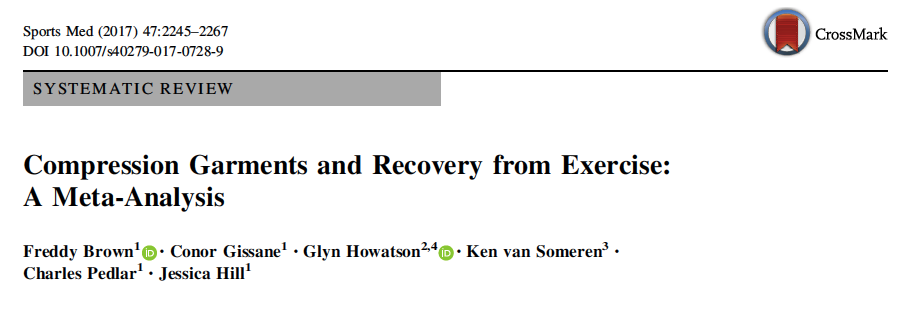 Sports Med (2017) 47:2245–2267
DOI 10.1007/s40279-017-0728-9
CrossMark
SYSTEMATIC REVIEW
Compression Garments and Recovery from Exercise:
A Meta-Analysis
Freddy Brown1 iD · Conor Gissane1 · Glyn Howatson2,4 iD · Ken van Someren3 ·
Charles Pedlar1 · Jessica Hill1